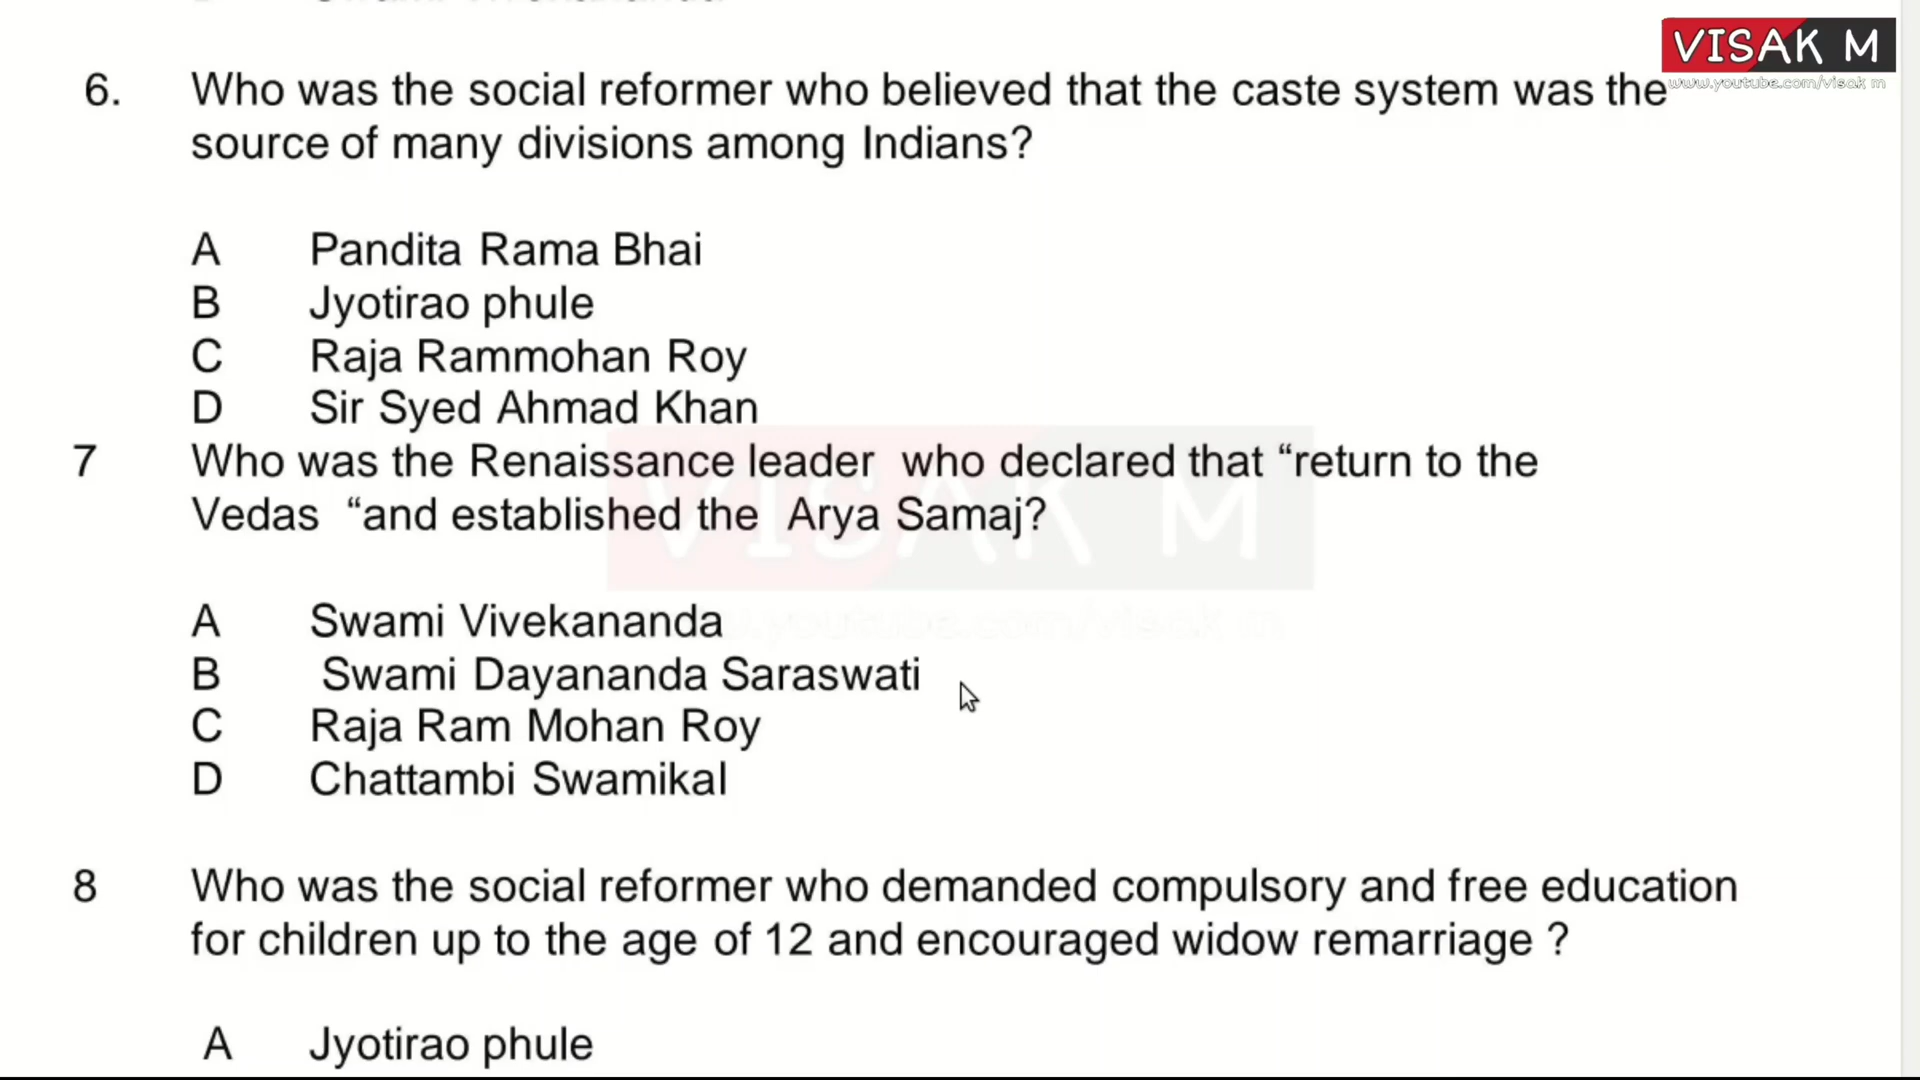 VISAK M
www.youtube.com/visak m
6. Who was the social reformer who believed that the caste system was the
source of many divisions among Indians?
A Pandita Rama Bhai
B Jyotirao phule
C Raja Rammohan Roy
D Sir Syed Ahmad Khan
7 Who was the Renaissance leader who declared that “return to the
Vedas “and established the Arya Samaj?
VISAK M
A Swami Vivekananda
B Swami Dayananda Saraswati
C Raja Ram Mohan Roy
D Chattambi Swamikal
8 Who was the social reformer who demanded compulsory and free education
for children up to the age of 12 and encouraged widow remarriage ?
A Jyotirao phule